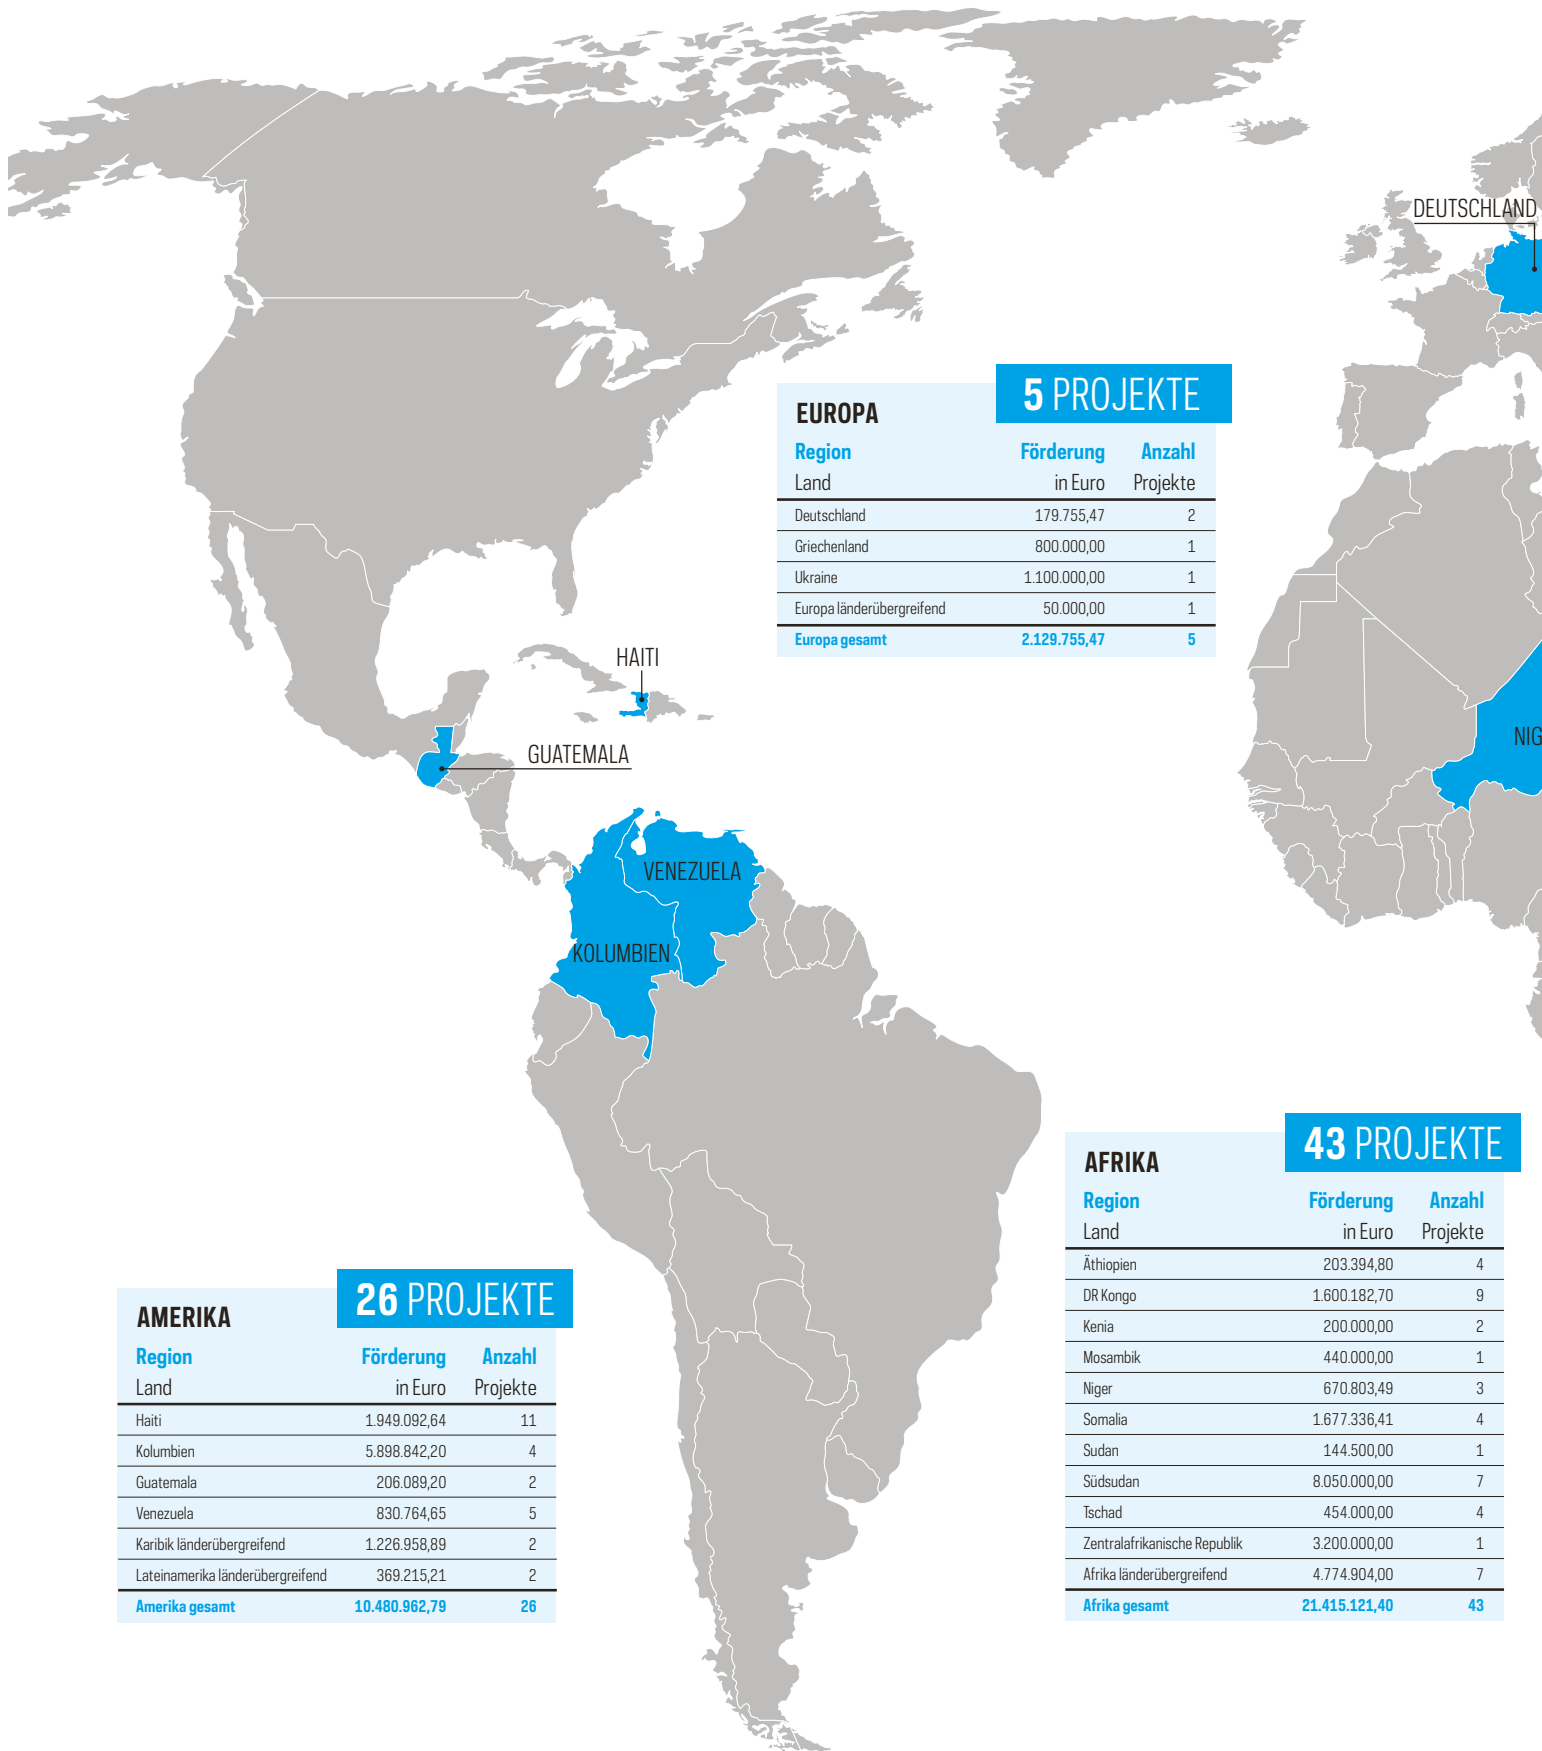 DEUTSCHLAND
5 PROJEKTE
EUROPA
Region Förderung Anzahl
Land in Euro Projekte
Deutschland 179.755,47 2
Griechenland 800.000,00 1
Ukraine 1.100.000,00 1
Europa länderübergreifend 50.000,00 1
Europa gesamt 2.129.755,47 5
HAITI
NIG
GUATEMALA
VENEZUELA
KOLUMBIEN
43 PROJEKTE
AFRIKA
Region Förderung Anzahl
Land in Euro Projekte
Äthiopien 203.394,80 4
DR Kongo 1.600.182,70 9
Kenia 200.000,00 2
Mosambik 440.000,00 1
Niger 670.803,49 3
Somalia 1.677.336,41 4
Sudan 144.500,00 1
Südsudan 8.050.000,00 7
Tschad 454.000,00 4
Zentralafrikanische Republik 3.200.000,00 1
Afrika länderübergreifend 4.774.904,00 7
Afrika gesamt 21.415.121,40 43
26 PROJEKTE
AMERIKA
Region Förderung Anzahl
Land in Euro Projekte
Haiti 1.949.092,64 11
Kolumbien 5.898.842,20 4
Guatemala 206.089,20 2
Venezuela 830.764,65 5
Karibik länderübergreifend 1.226.958,89 2
Lateinamerika länderübergreifend 369.215,21 2
Amerika gesamt 10.480.962,79 26